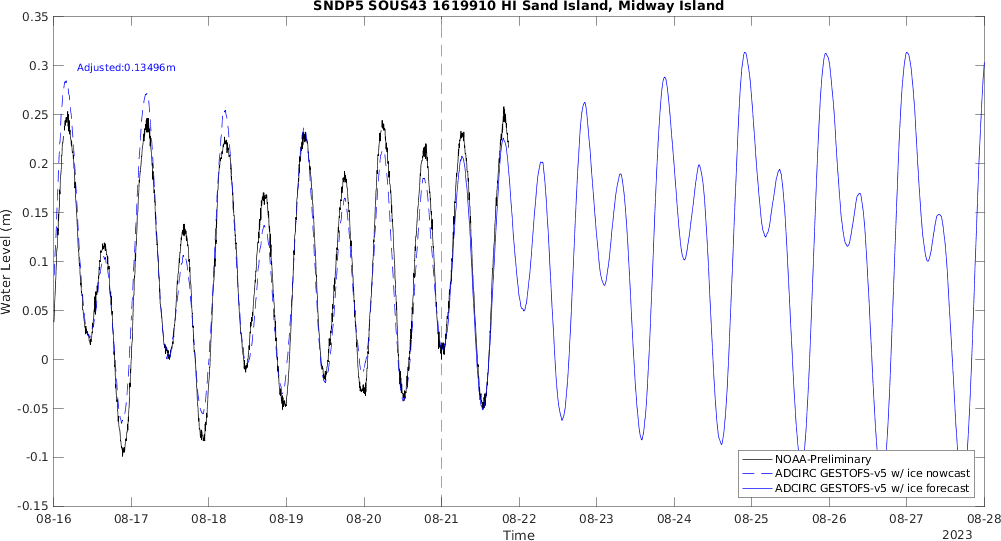 SNDP5 SOUS43 1619910 HI Sand Island, Midway Island
0.35
0.3
0.25
0.2
0.15
0.1
0.05
0
-0.05
-0.1
-0.15
Water Level (m)
Adjusted:0.13496m
NOAA-Preliminary
ADCIRC GESTOFS-v5 w/ ice nowcast
ADCIRC GESTOFS-v5 w/ ice forecast
08-16 08-17 08-18 08-19 08-20 08-21 08-22 08-23 08-24 08-25 08-26 08-27 08-28
Time
2023